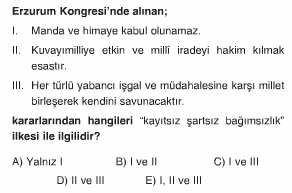 Erzurum Kongresi'nde alınan;
I. Manda ve himaye kabul olunamaz.
II. Kuvayımilliye etkin ve millî iradeyi hakim kılmak
esastır.
III. Her türlü yabancı işgal ve müdahalesine karşı millet
birleşerek kendini savunacaktır.
kararlarından hangileri “kayıtsız şartsız bağımsızlık”
ilkesi ile ilgilidir?
A) Yalnız I B) I ve II C) I ve III
D) II ve III E) I, II ve III